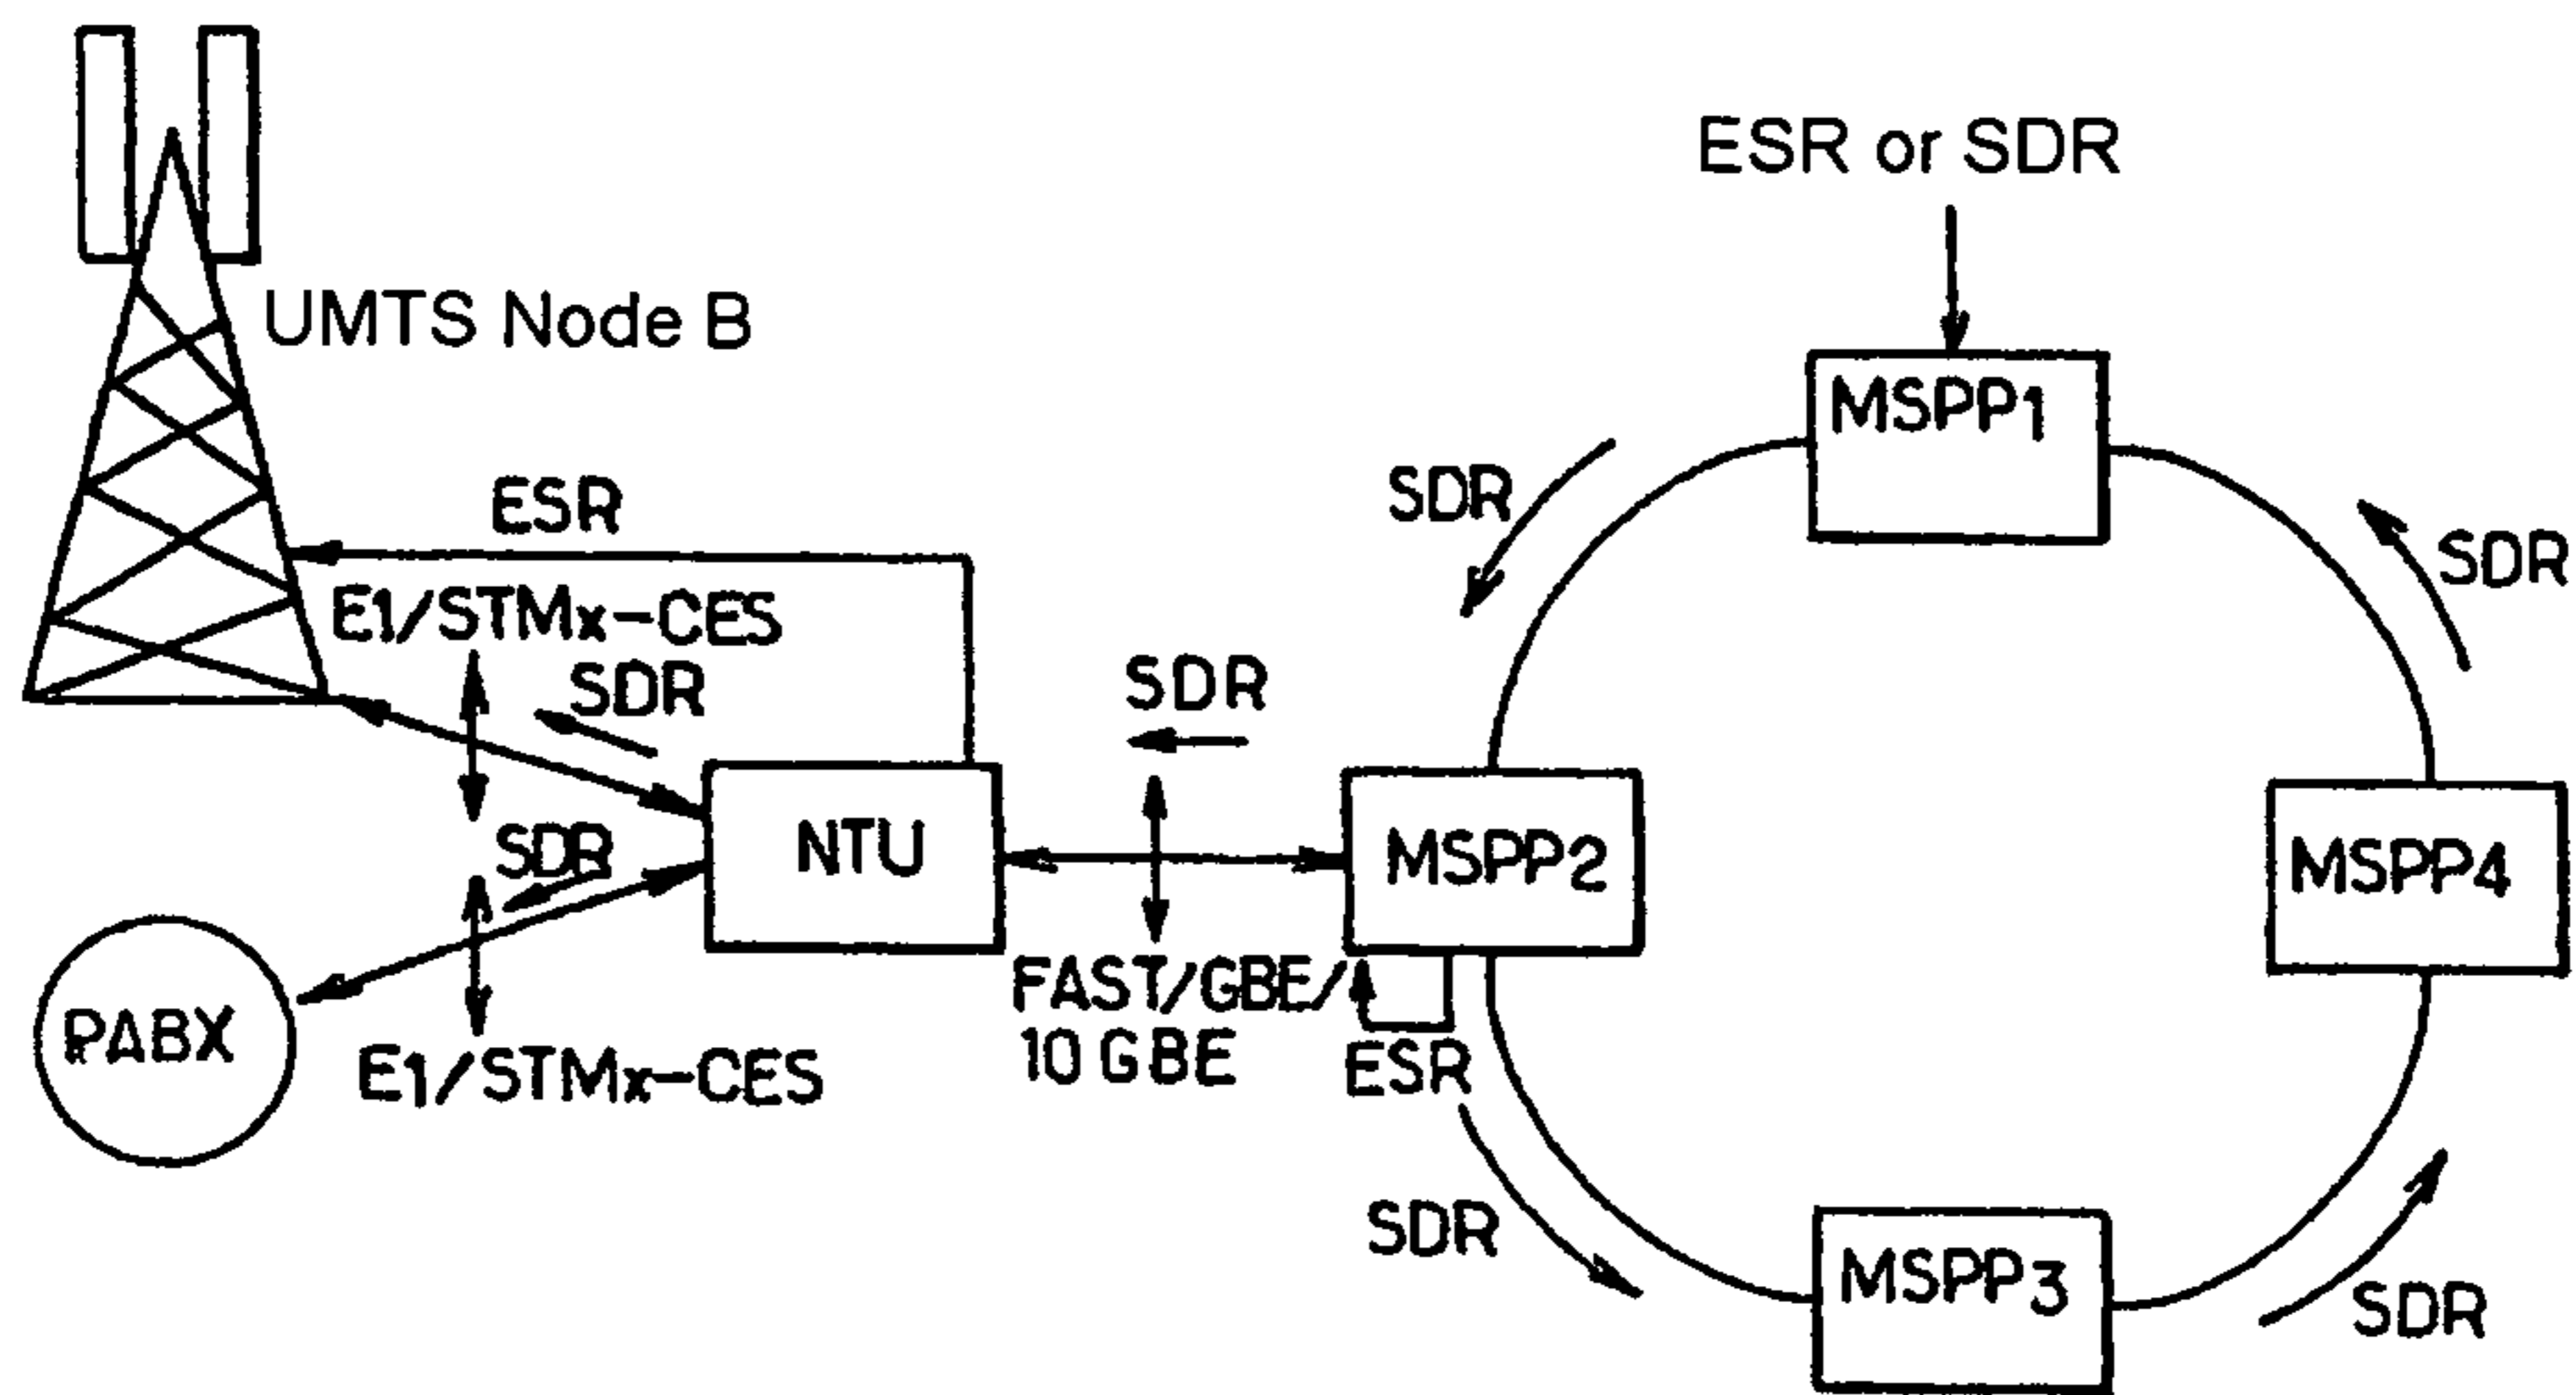 ESR or SDR
UMTS Node B
MSPP1
SDR
ESR
SDR
E1/STMx-CES
SDR
SDR
SDR
NTU
MSPP2
MSPP4
FAST/GBE/
10 GBE
ESR
PABX
E1/STMx-CES
SDR
MSPP3
SDR